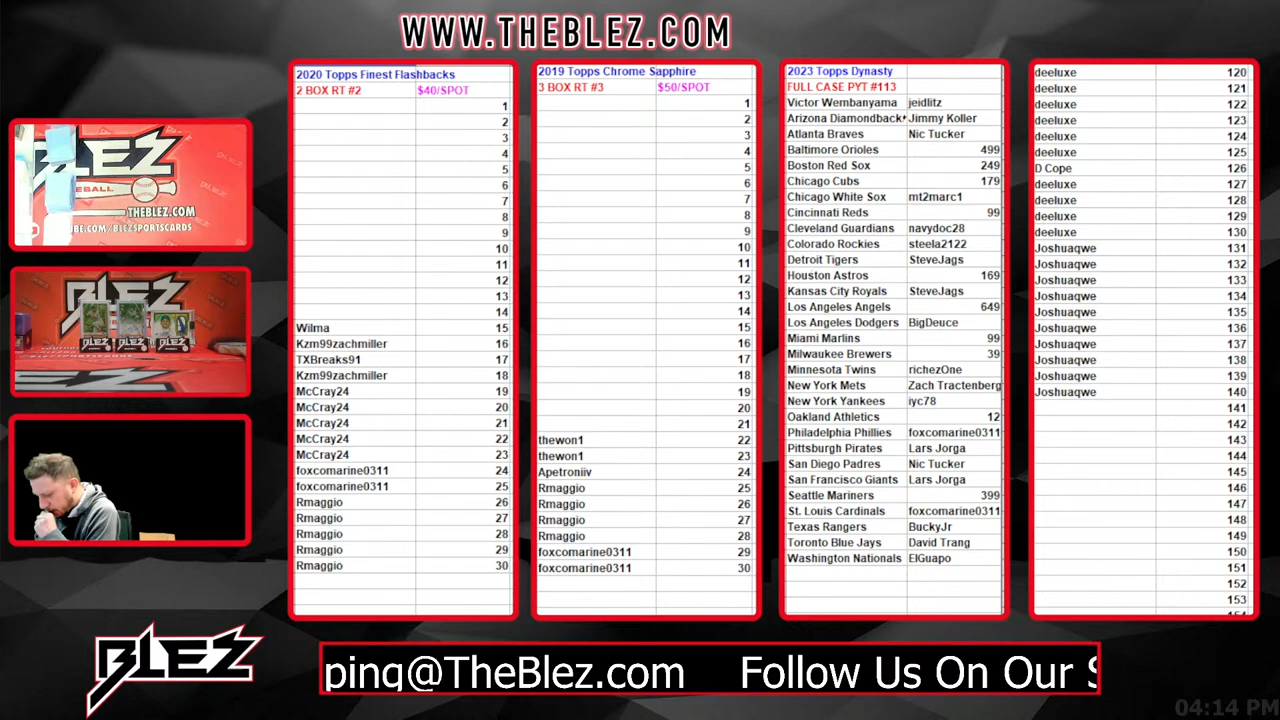 WWW.THEBLEZ.COM
BLEZ
BASEBALL
THEBLEZ.COM
UBE.COM/BLEZSPORTSCARDS
BLEZ
BLEZ
2020 Topps Finest Flashbacks
2 BOX RT #2 $40/SPOT
1
2
3
4
5
6
7
8
9
10
11
12
13
14
Wilma 15
Kzm99zachmiller 16
TXBreaks91 17
Kzm99zachmiller 18
McCray24 19
McCray24 20
McCray24 21
McCray24 22
McCray24 23
foxcomarine0311 24
foxcomarine0311 25
Rmaggio 26
Rmaggio 27
Rmaggio 28
Rmaggio 29
Rmaggio 30
2019 Topps Chrome Sapphire
3 BOX RT #3 $50/SPOT
1
2
3
4
5
6
7
8
9
10
11
12
13
14
15
16
17
18
19
20
21
thewon1 22
thewon1 23
Apetroniiv 24
Rmaggio 25
Rmaggio 26
Rmaggio 27
Rmaggio 28
foxcomarine0311 29
foxcomarine0311 30
2023 Topps Dynasty
FULL CASE PYT #113
Victor Wembanyama jeidlitz
Arizona Diamondback Jimmy Koller
Atlanta Braves Nic Tucker
Baltimore Orioles 499
Boston Red Sox 249
Chicago Cubs 179
Chicago White Sox mt2marc1
Cincinnati Reds 99
Cleveland Guardians navydoc28
Colorado Rockies steela2122
Detroit Tigers SteveJags
Houston Astros 169
Kansas City Royals SteveJags
Los Angeles Angels 649
Los Angeles Dodgers BigDeuce
Miami Marlins 99
Milwaukee Brewers 39
Minnesota Twins richezOne
New York Mets Zach Tractenberg
New York Yankees iyc78
Oakland Athletics 12
Philadelphia Phillies foxcomarine0311
Pittsburgh Pirates Lars Jorga
San Diego Padres Nic Tucker
San Francisco Giants Lars Jorga
Seattle Mariners 399
St. Louis Cardinals foxcomarine0311
Texas Rangers BuckyJr
Toronto Blue Jays David Trang
Washington Nationals ElGuapo
deeluxe 120
deeluxe 121
deeluxe 122
deeluxe 123
deeluxe 124
deeluxe 125
D Cope 126
deeluxe 127
deeluxe 128
deeluxe 129
deeluxe 130
Joshuaqwe 131
Joshuaqwe 132
Joshuaqwe 133
Joshuaqwe 134
Joshuaqwe 135
Joshuaqwe 136
Joshuaqwe 137
Joshuaqwe 138
Joshuaqwe 139
Joshuaqwe 140
141
142
143
144
145
146
147
148
149
150
151
152
153
154
ping@TheBlez.com Follow Us On Our S
04:14 PM